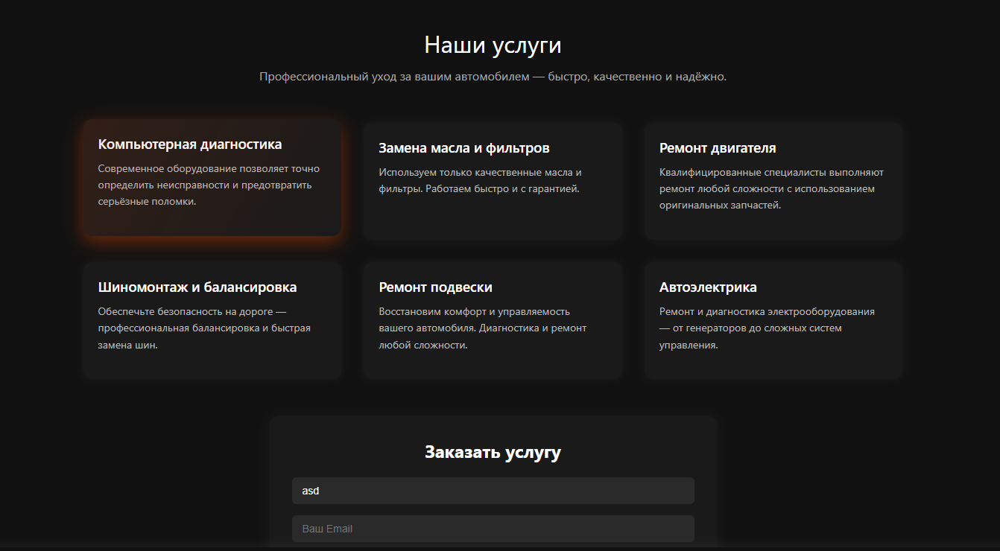 Наши услуги
Профессиональный уход за вашим автомобилем — быстро, качественно и надёжно.
Компьютерная диагностика
Современное оборудование позволяет точно
определить неисправности и предотвратить
серьёзные поломки.
Замена масла и фильтров
Используем только качественные масла и
фильтры. Работаем быстро и с гарантией.
Ремонт двигателя
Квалифицированные специалисты выполняют
ремонт любой сложности с использованием
оригинальных запчастей.
Шиномонтаж и балансировка
Обеспечьте безопасность на дороге —
профессиональная балансировка и быстрая
замена шин.
Ремонт подвески
Восстановим комфорт и управляемость
вашего автомобиля. Диагностика и ремонт
любой сложности.
Автоэлектрика
Ремонт и диагностика электрооборудования
— от генераторов до сложных систем
управления.
Заказать услугу
asd
Ваш Email